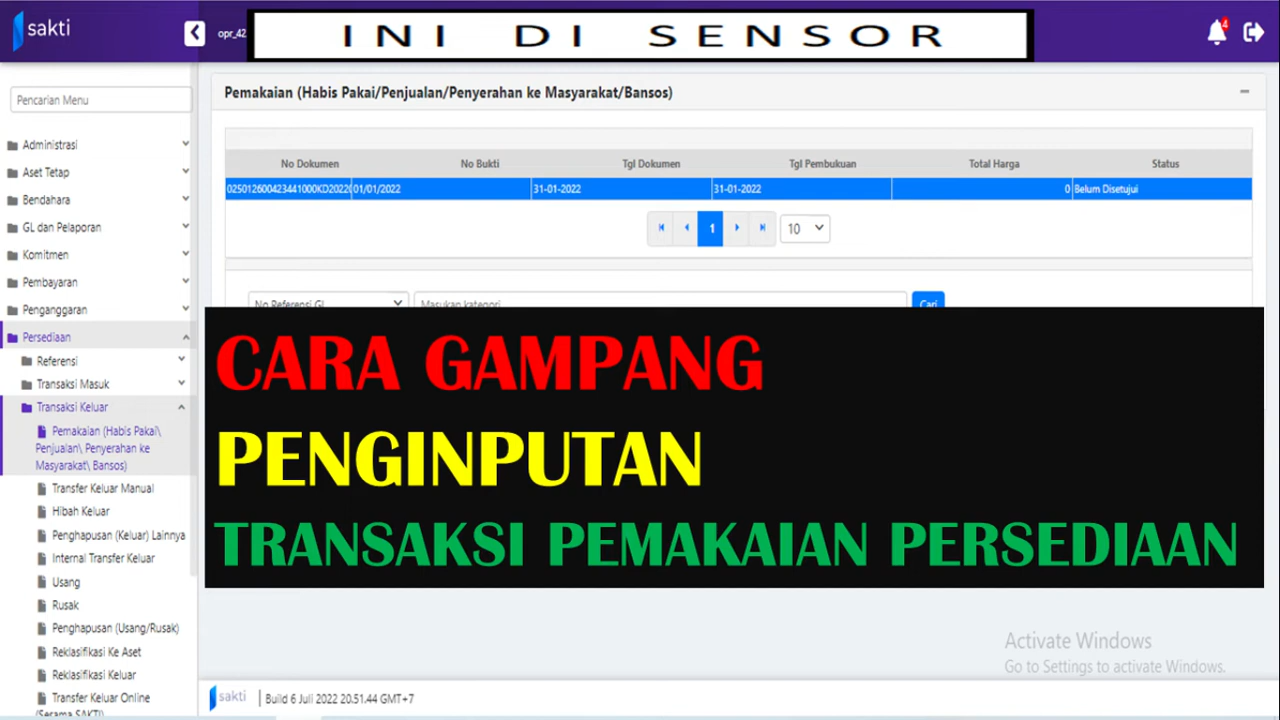 sakti
opr_42
INI DI SENSOR
4
Pencarian Menu
Administrasi
Aset Tetap
Bendahara
GL dan Pelaporan
Komitmen
Pembayaran
Penganggaran
Persediaan
Referensi
Transaksi Masuk
Transaksi Keluar
Pemakaian (Habis Pakai\
Penjualan\ Penyerahan ke
Masyarakat\ Bansos)
Transfer Keluar Manual
Hibah Keluar
Penghapusan (Keluar) Lainnya
Internal Transfer Keluar
Usang
Rusak
Penghapusan (Usang/Rusak)
Reklasifikasi Ke Aset
Reklasifikasi Keluar
Transfer Keluar Online
(Sesama SAKTI)
Pemakaian (Habis Pakai/Penjualan/Penyerahan ke Masyarakat/Bansos)
No Dokumen No Bukti Tgl Dokumen Tgl Pembukuan Total Harga Status
025012600423441000KD2022( 01/01/2022 31-01-2022 31-01-2022 0 Belum Disetujui
1 10
No Referensi GL Masukan kategori Cari
CARA GAMPANG
PENGINPUTAN
TRANSAKSI PEMAKAIAN PERSEDIAAN
Activate Windows
Go to Settings to activate Windows.
sakti Build 6 Juli 2022 20.51.44 GMT+7